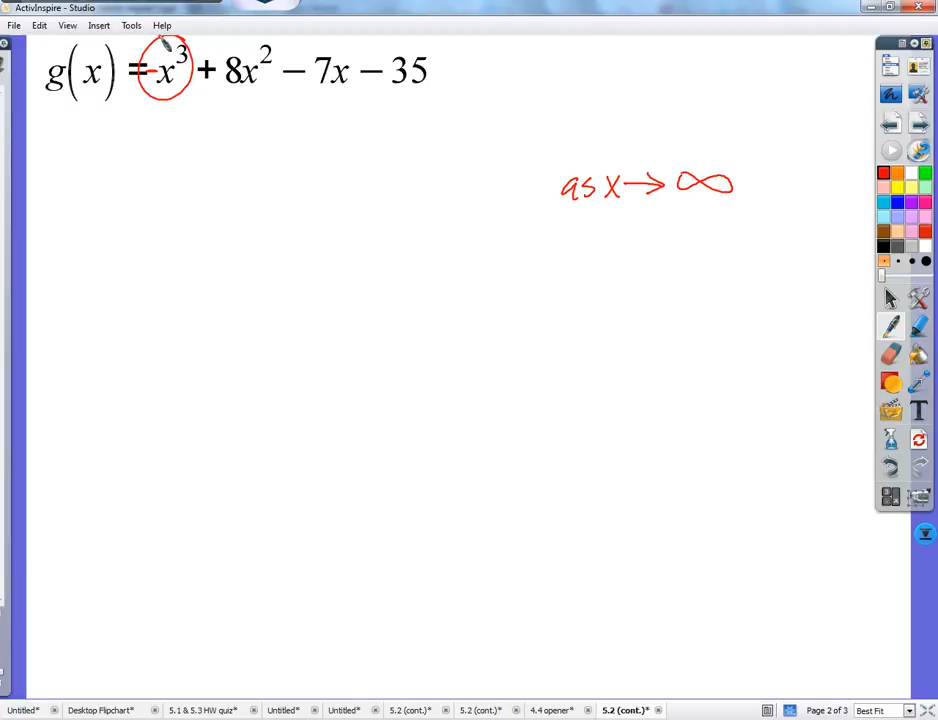 ActivInspire - Studio
File Edit View Insert Tools Help
g(x) = -x³ + 8x² − 7x − 35
as x → ∞
Untitled* Desktop Flipchart* 5.1 & 5.3 HW quiz* Untitled* Untitled* 5.2 (cont.)* 5.2 (cont.)* 4.4 opener* 5.2 (cont.)* Page 2 of 3 Best Fit